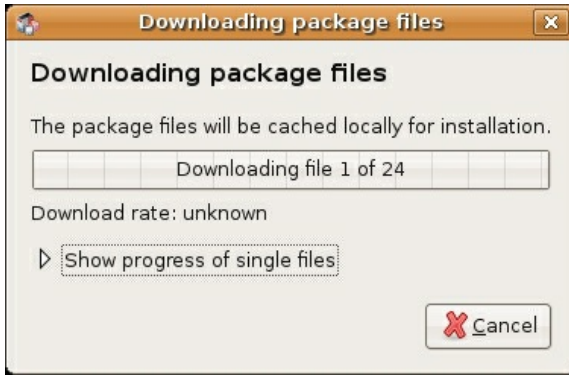 Downloading package files
Downloading package files
The package files will be cached locally for installation.
Downloading file 1 of 24
Download rate: unknown
Show progress of single files
Cancel